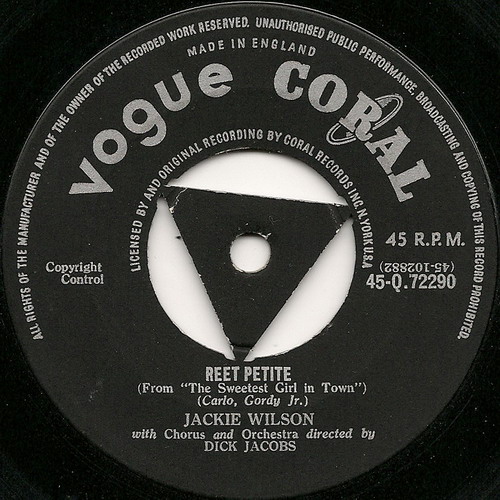 ALL RIGHTS OF THE MANUFACTURER AND OF THE OWNER OF THE RECORDED WORK RESERVED. UNAUTHORISED PUBLIC PERFORMANCE, BROADCASTING AND COPYING OF THIS RECORD PROHIBITED.
MADE IN ENGLAND
vogue CORAL
LICENSED BY AND ORIGINAL RECORDING BY CORAL RECORDS INC, N.YORK U.S.A
45 R.P.M.
Copyright
Control
(45-102882)
45-Q.72290
REET PETITE
(From "The Sweetest Girl in Town")
(Carlo, Gordy Jr.)
JACKIE WILSON
with Chorus and Orchestra directed by
DICK JACOBS